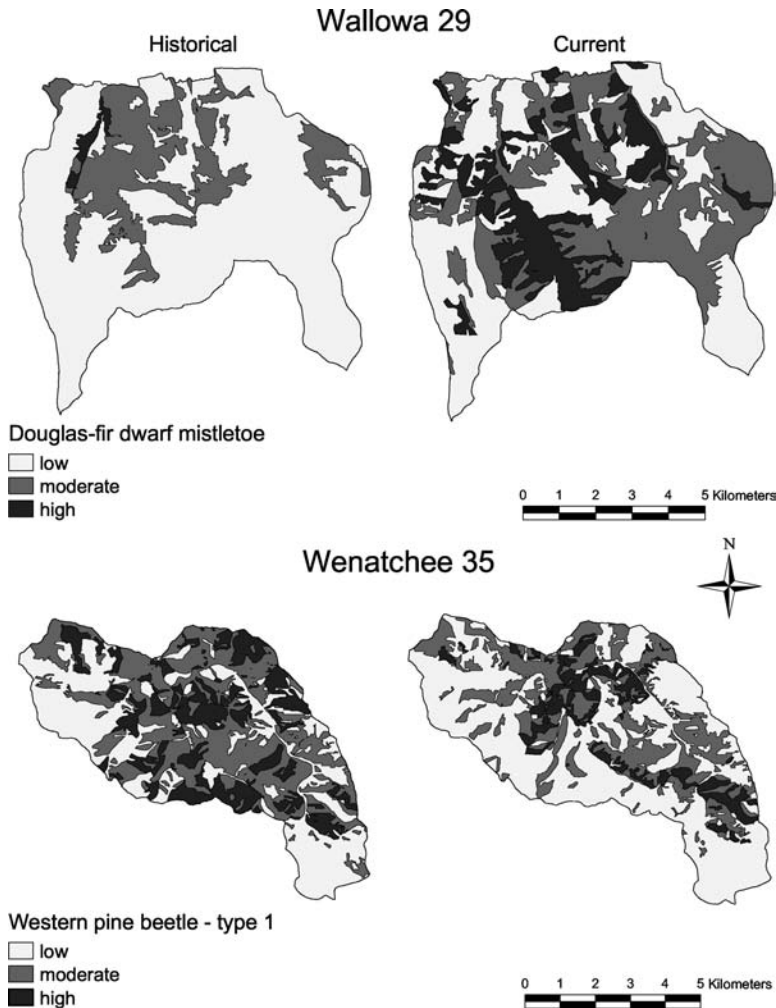 Wallowa 29
Historical
Current
Douglas-fir dwarf mistletoe
low
moderate
high
0 1 2 3 4 5 Kilometers
Wenatchee 35
N
Western pine beetle - type 1
low
moderate
high
0 1 2 3 4 5 Kilometers